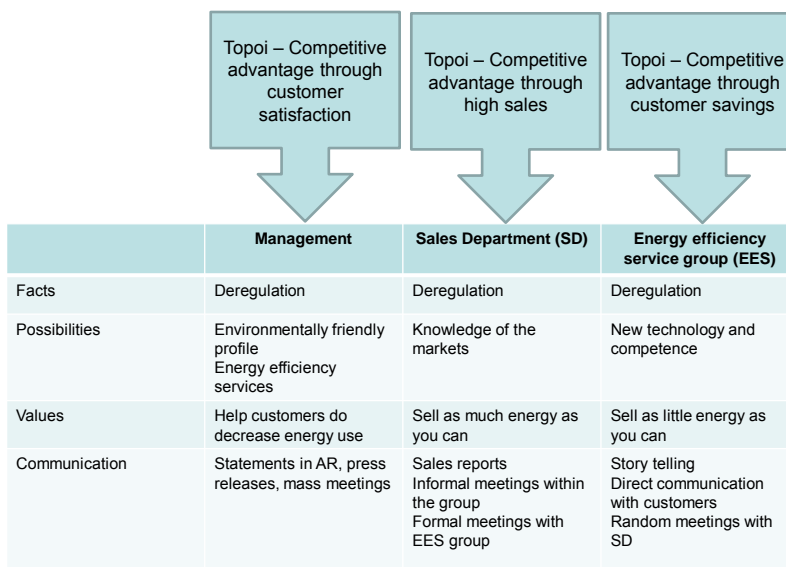 Topoi – Competitive
advantage through
customer
satisfaction
Topoi – Competitive
advantage through
high sales
Topoi – Competitive
advantage through
customer savings
Management
Sales Department (SD)
Energy efficiency
service group (EES)
Facts
Deregulation
Deregulation
Deregulation
Possibilities
Environmentally friendly
profile
Energy efficiency
services
Knowledge of the
markets
New technology and
competence
Values
Help customers do
decrease energy use
Sell as much energy as
you can
Sell as little energy as
you can
Communication
Statements in AR, press
releases, mass meetings
Sales reports
Informal meetings within
the group
Formal meetings with
EES group
Story telling
Direct communication
with customers
Random meetings with
SD